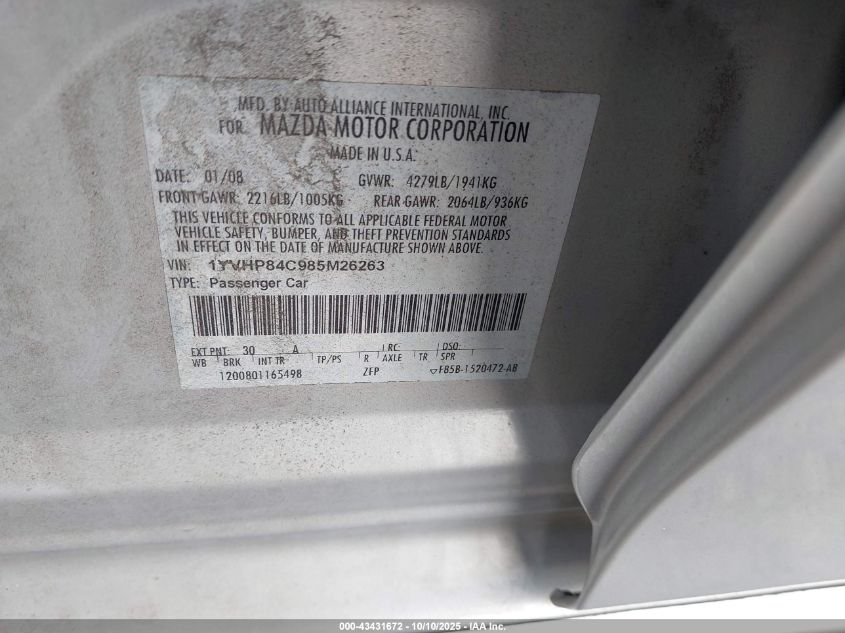 MFD. BY AUTO ALLIANCE INTERNATIONAL, INC.
FOR MAZDA MOTOR CORPORATION
MADE IN U.S.A.
DATE: 01/08 GVWR: 4279LB/1941KG
FRONT GAWR: 2216LB/1005KG REAR GAWR: 2064LB/936KG
THIS VEHICLE CONFORMS TO ALL APPLICABLE FEDERAL MOTOR
VEHICLE SAFETY, BUMPER, AND THEFT PREVENTION STANDARDS
IN EFFECT ON THE DATE OF MANUFACTURE SHOWN ABOVE.
VIN: 1YVHP84C985M26263
TYPE: Passenger Car
EXT PNT: 30 A RC: DSO:
WB BRK INT TR TP/PS R AXLE TR SPR
1200801165498 ZFP ▽F85B-1520472-AB
000-43431672 - 10/10/2025 - IAA Inc.